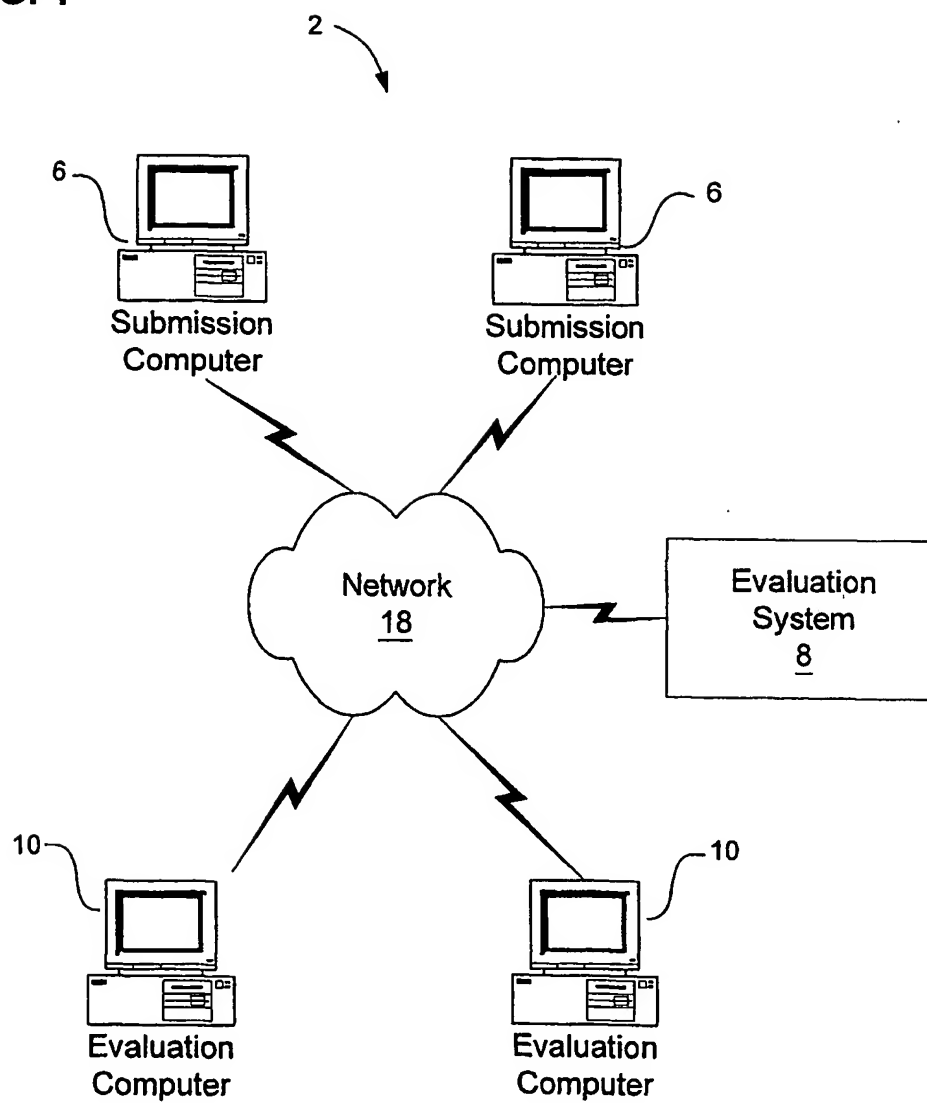 2
6
6
Submission
Computer
Submission
Computer
Network
18
Evaluation
System
8
10
10
Evaluation
Computer
Evaluation
Computer